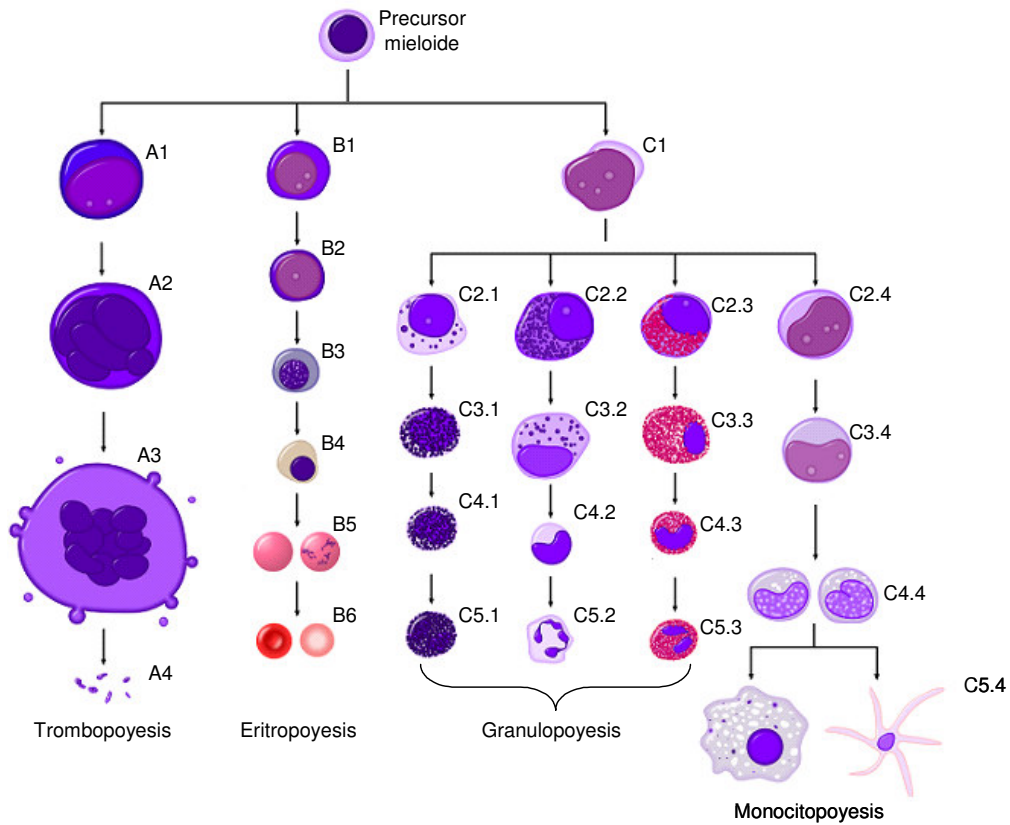 Precursor
mieloide
A1
B1
C1
A2
B2
C2.1
C2.2
C2.3
C2.4
B3
C3.1
C3.2
C3.3
C3.4
A3
B4
C4.1
C4.2
C4.3
C4.4
B5
A4
B6
C5.1
C5.2
C5.3
C5.4
Trombopoyesis
Eritropoyesis
Granulopoyesis
Monocitopoyesis